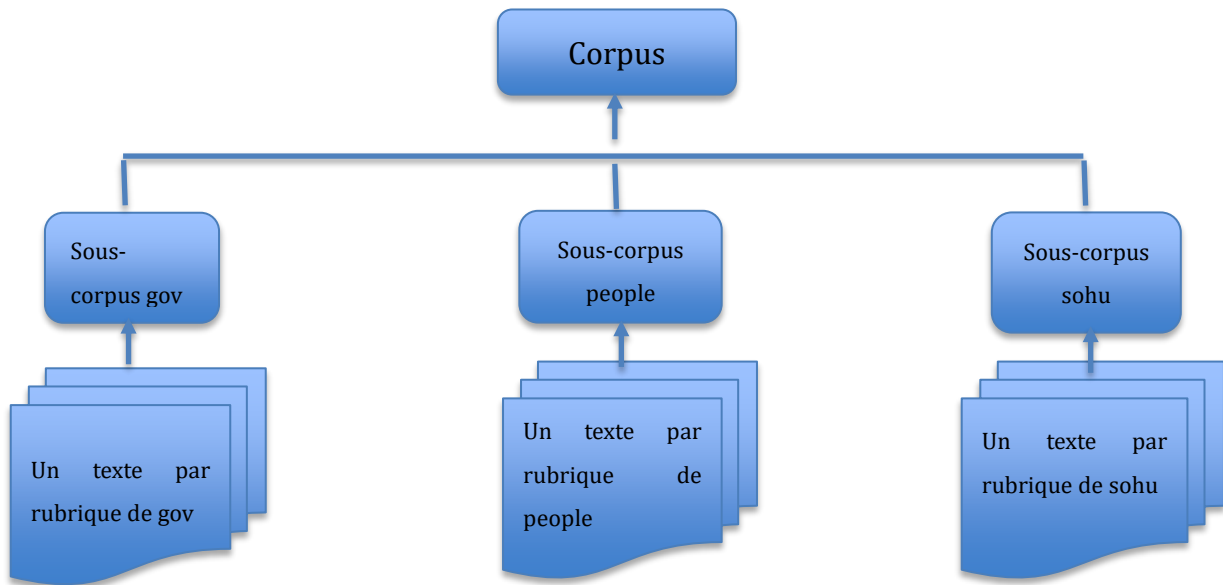 Corpus
Sous-
corpus gov
Sous-corpus
people
Sous-corpus
sohu
Un texte par
rubrique de gov
Un texte par
rubrique de
people
Un texte par
rubrique de sohu